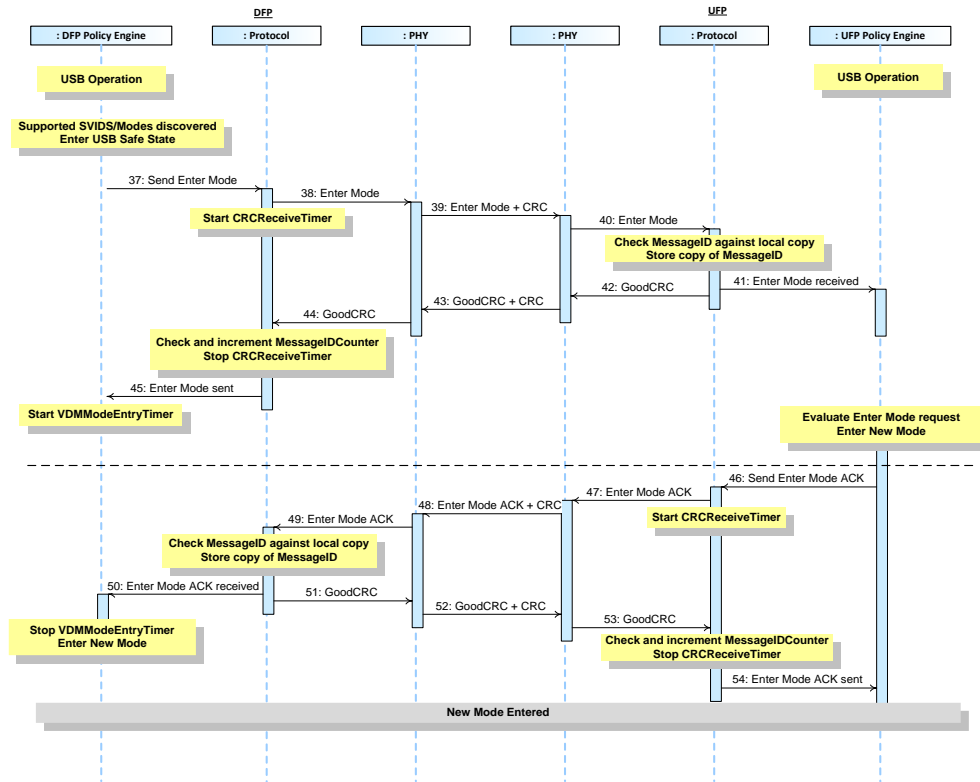 DFP
UFP
: DFP Policy Engine
: Protocol
: PHY
: PHY
: Protocol
: UFP Policy Engine
USB Operation
USB Operation
Supported SVIDS/Modes discovered
Enter USB Safe State
37: Send Enter Mode
38: Enter Mode
Start CRCReceiveTimer
39: Enter Mode + CRC
40: Enter Mode
Check MessageID against local copy
Store copy of MessageID
41: Enter Mode received
42: GoodCRC
43: GoodCRC + CRC
44: GoodCRC
Check and increment MessageIDCounter
Stop CRCReceiveTimer
45: Enter Mode sent
Start VDMModeEntryTimer
Evaluate Enter Mode request
Enter New Mode
46: Send Enter Mode ACK
47: Enter Mode ACK
Start CRCReceiveTimer
48: Enter Mode ACK + CRC
49: Enter Mode ACK
Check MessageID against local copy
Store copy of MessageID
50: Enter Mode ACK received
51: GoodCRC
52: GoodCRC + CRC
53: GoodCRC
Stop VDMModeEntryTimer
Enter New Mode
Check and increment MessageIDCounter
Stop CRCReceiveTimer
54: Enter Mode ACK sent
New Mode Entered